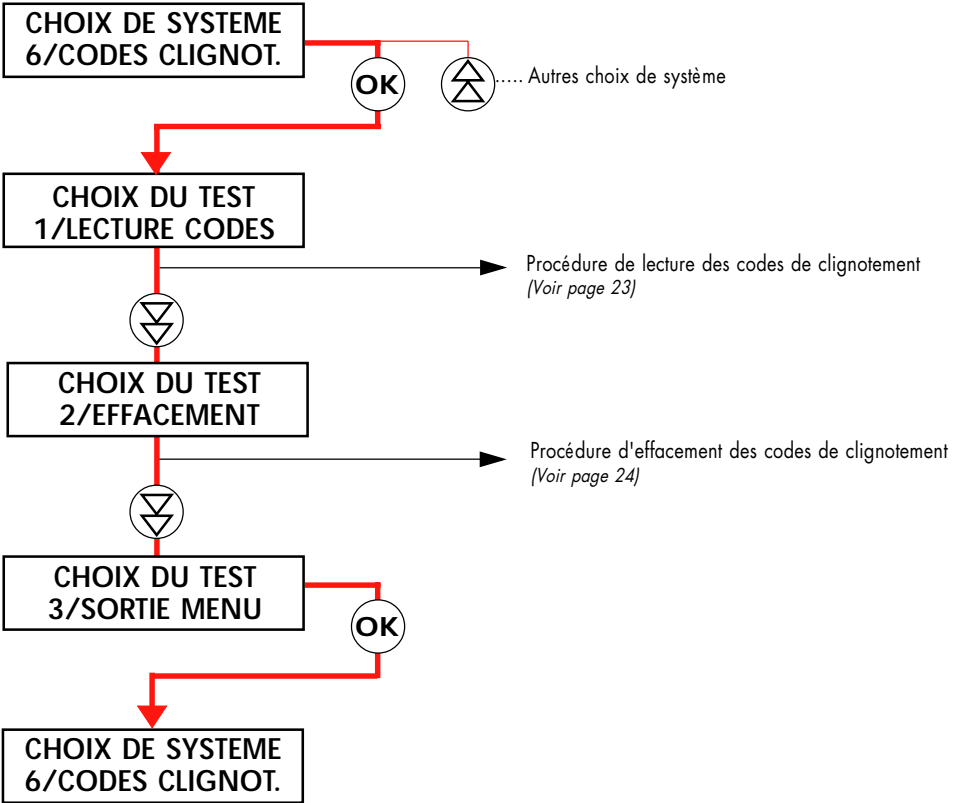 CHOIX DE SYSTEME
6/CODES CLIGNOT.
OK
..... Autres choix de système
CHOIX DU TEST
1/LECTURE CODES
Procédure de lecture des codes de clignotement
(Voir page 23)
CHOIX DU TEST
2/EFFACEMENT
Procédure d'effacement des codes de clignotement
(Voir page 24)
CHOIX DU TEST
3/SORTIE MENU
OK
CHOIX DE SYSTEME
6/CODES CLIGNOT.